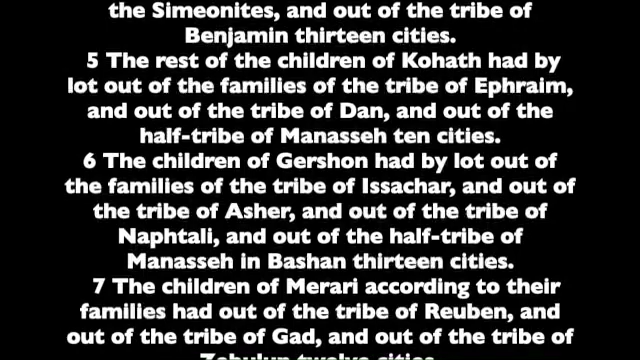 the Simeonites, and out of the tribe of
Benjamin thirteen cities.
5 The rest of the children of Kohath had by
lot out of the families of the tribe of Ephraim,
and out of the tribe of Dan, and out of the
half-tribe of Manasseh ten cities.
6 The children of Gershon had by lot out of
the families of the tribe of Issachar, and out of
the tribe of Asher, and out of the tribe of
Naphtali, and out of the half-tribe of
Manasseh in Bashan thirteen cities.
7 The children of Merari according to their
families had out of the tribe of Reuben, and
out of the tribe of Gad, and out of the tribe of
Zebulun twelve cities.